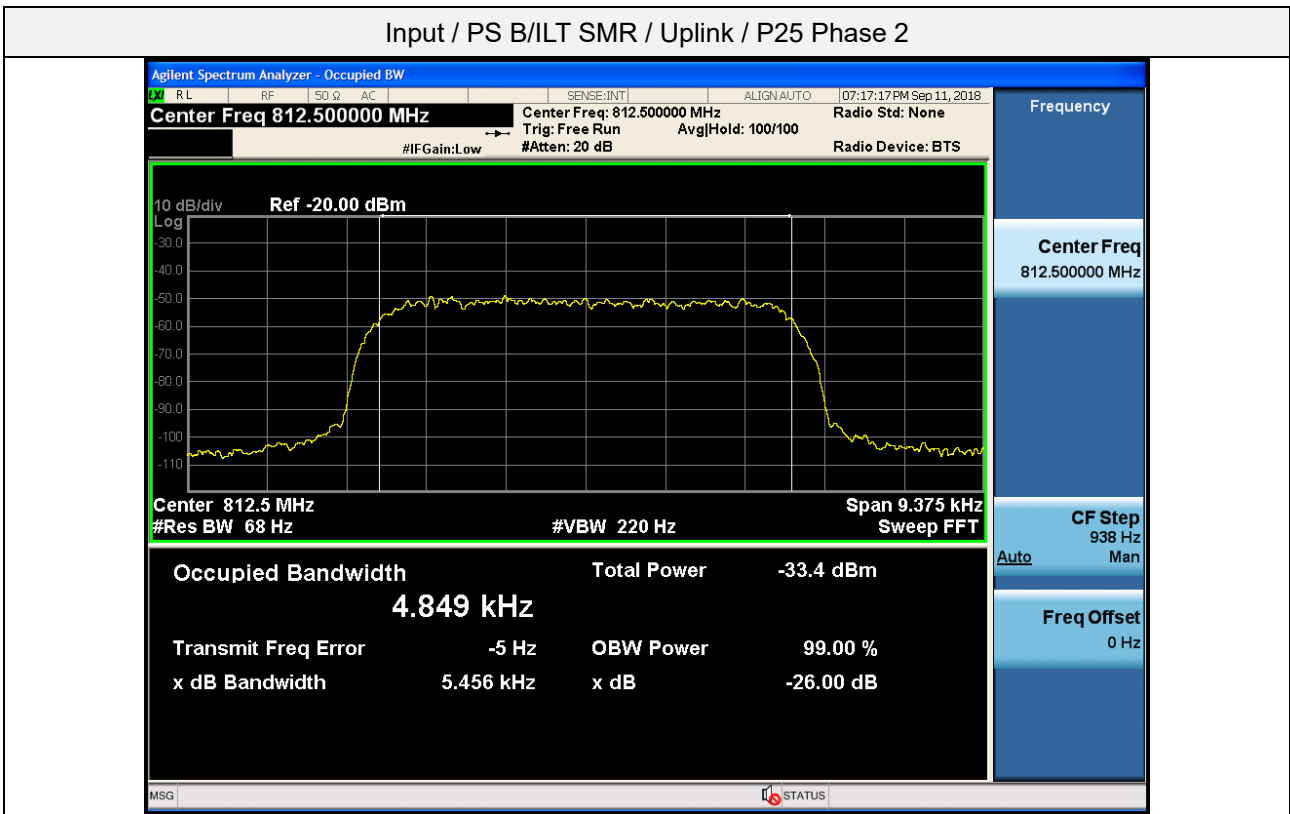 Input / PS B/ILT SMR / Uplink / P25 Phase 2
Agilent Spectrum Analyzer - Occupied BW
LXI RL RF 50 Ω AC SENSE:INT ALIGN AUTO 07:17:17 PM Sep 11, 2018
Center Freq 812.500000 MHz Center Freq: 812.500000 MHz Radio Std: None
Trig: Free Run Avg|Hold: 100/100
#IFGain:Low #Atten: 20 dB Radio Device: BTS
Frequency
10 dB/div Ref -20.00 dBm
Log
-30.0
-40.0
-50.0
-60.0
-70.0
-80.0
-90.0
-100
-110
Center 812.5 MHz Span 9.375 kHz
#Res BW 68 Hz #VBW 220 Hz Sweep FFT
Occupied Bandwidth Total Power -33.4 dBm
4.849 kHz
Transmit Freq Error -5 Hz OBW Power 99.00 %
x dB Bandwidth 5.456 kHz x dB -26.00 dB
Center Freq
812.500000 MHz
CF Step
938 Hz
Auto Man
Freq Offset
0 Hz
MSG STATUS